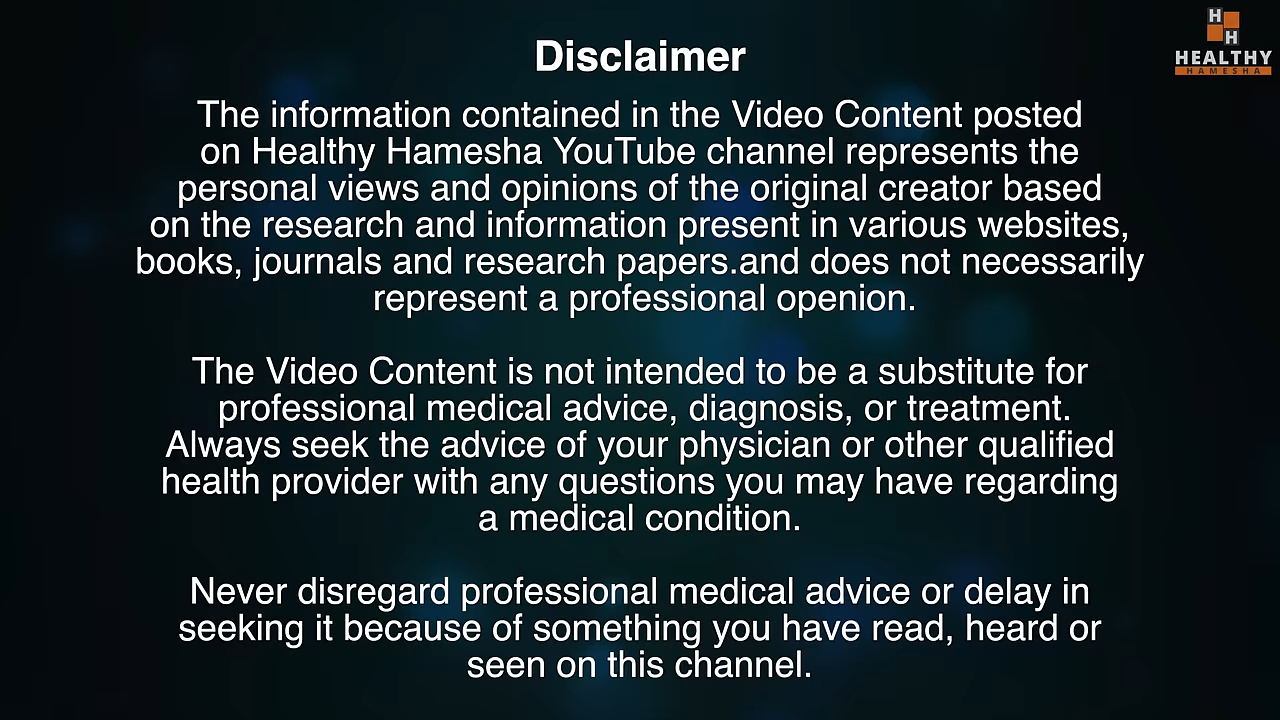 Disclaimer
H
H
HEALTHY
HAMESHA
The information contained in the Video Content posted
on Healthy Hamesha YouTube channel represents the
personal views and opinions of the original creator based
on the research and information present in various websites,
books, journals and research papers.and does not necessarily
represent a professional openion.
The Video Content is not intended to be a substitute for
professional medical advice, diagnosis, or treatment.
Always seek the advice of your physician or other qualified
health provider with any questions you may have regarding
a medical condition.
Never disregard professional medical advice or delay in
seeking it because of something you have read, heard or
seen on this channel.